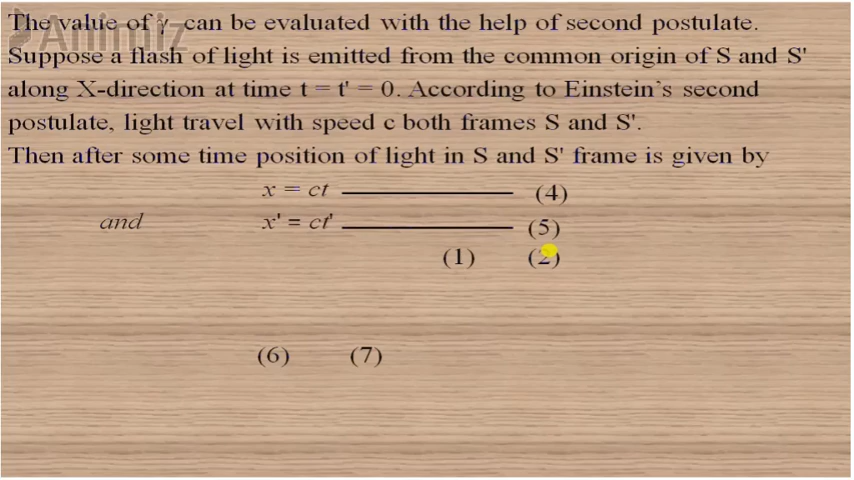 The value of γ can be evaluated with the help of second postulate.
Suppose a flash of light is emitted from the common origin of S and S'
along X-direction at time t = t' = 0. According to Einstein's second
postulate, light travel with speed c both frames S and S'.
Then after some time position of light in S and S' frame is given by
x = ct (4)
and x' = ct' (5)
(1) (2)
(6) (7)
Animiz